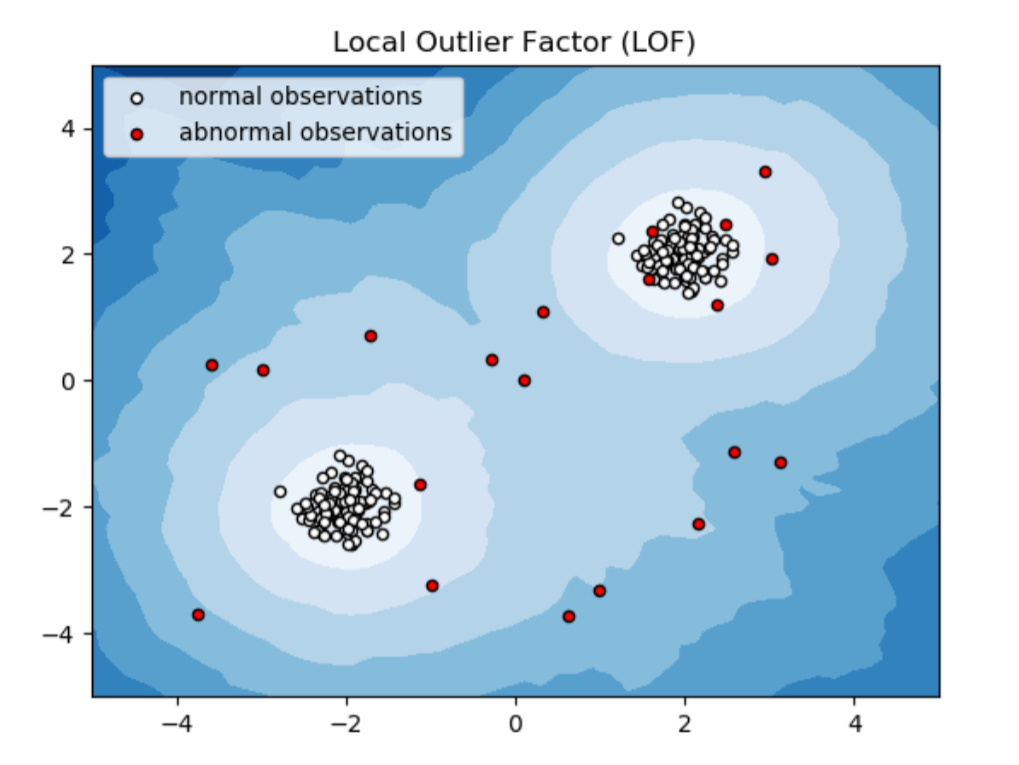 Local Outlier Factor (LOF)
normal observations
abnormal observations
4
2
0
−2
−4
−4 −2 0 2 4